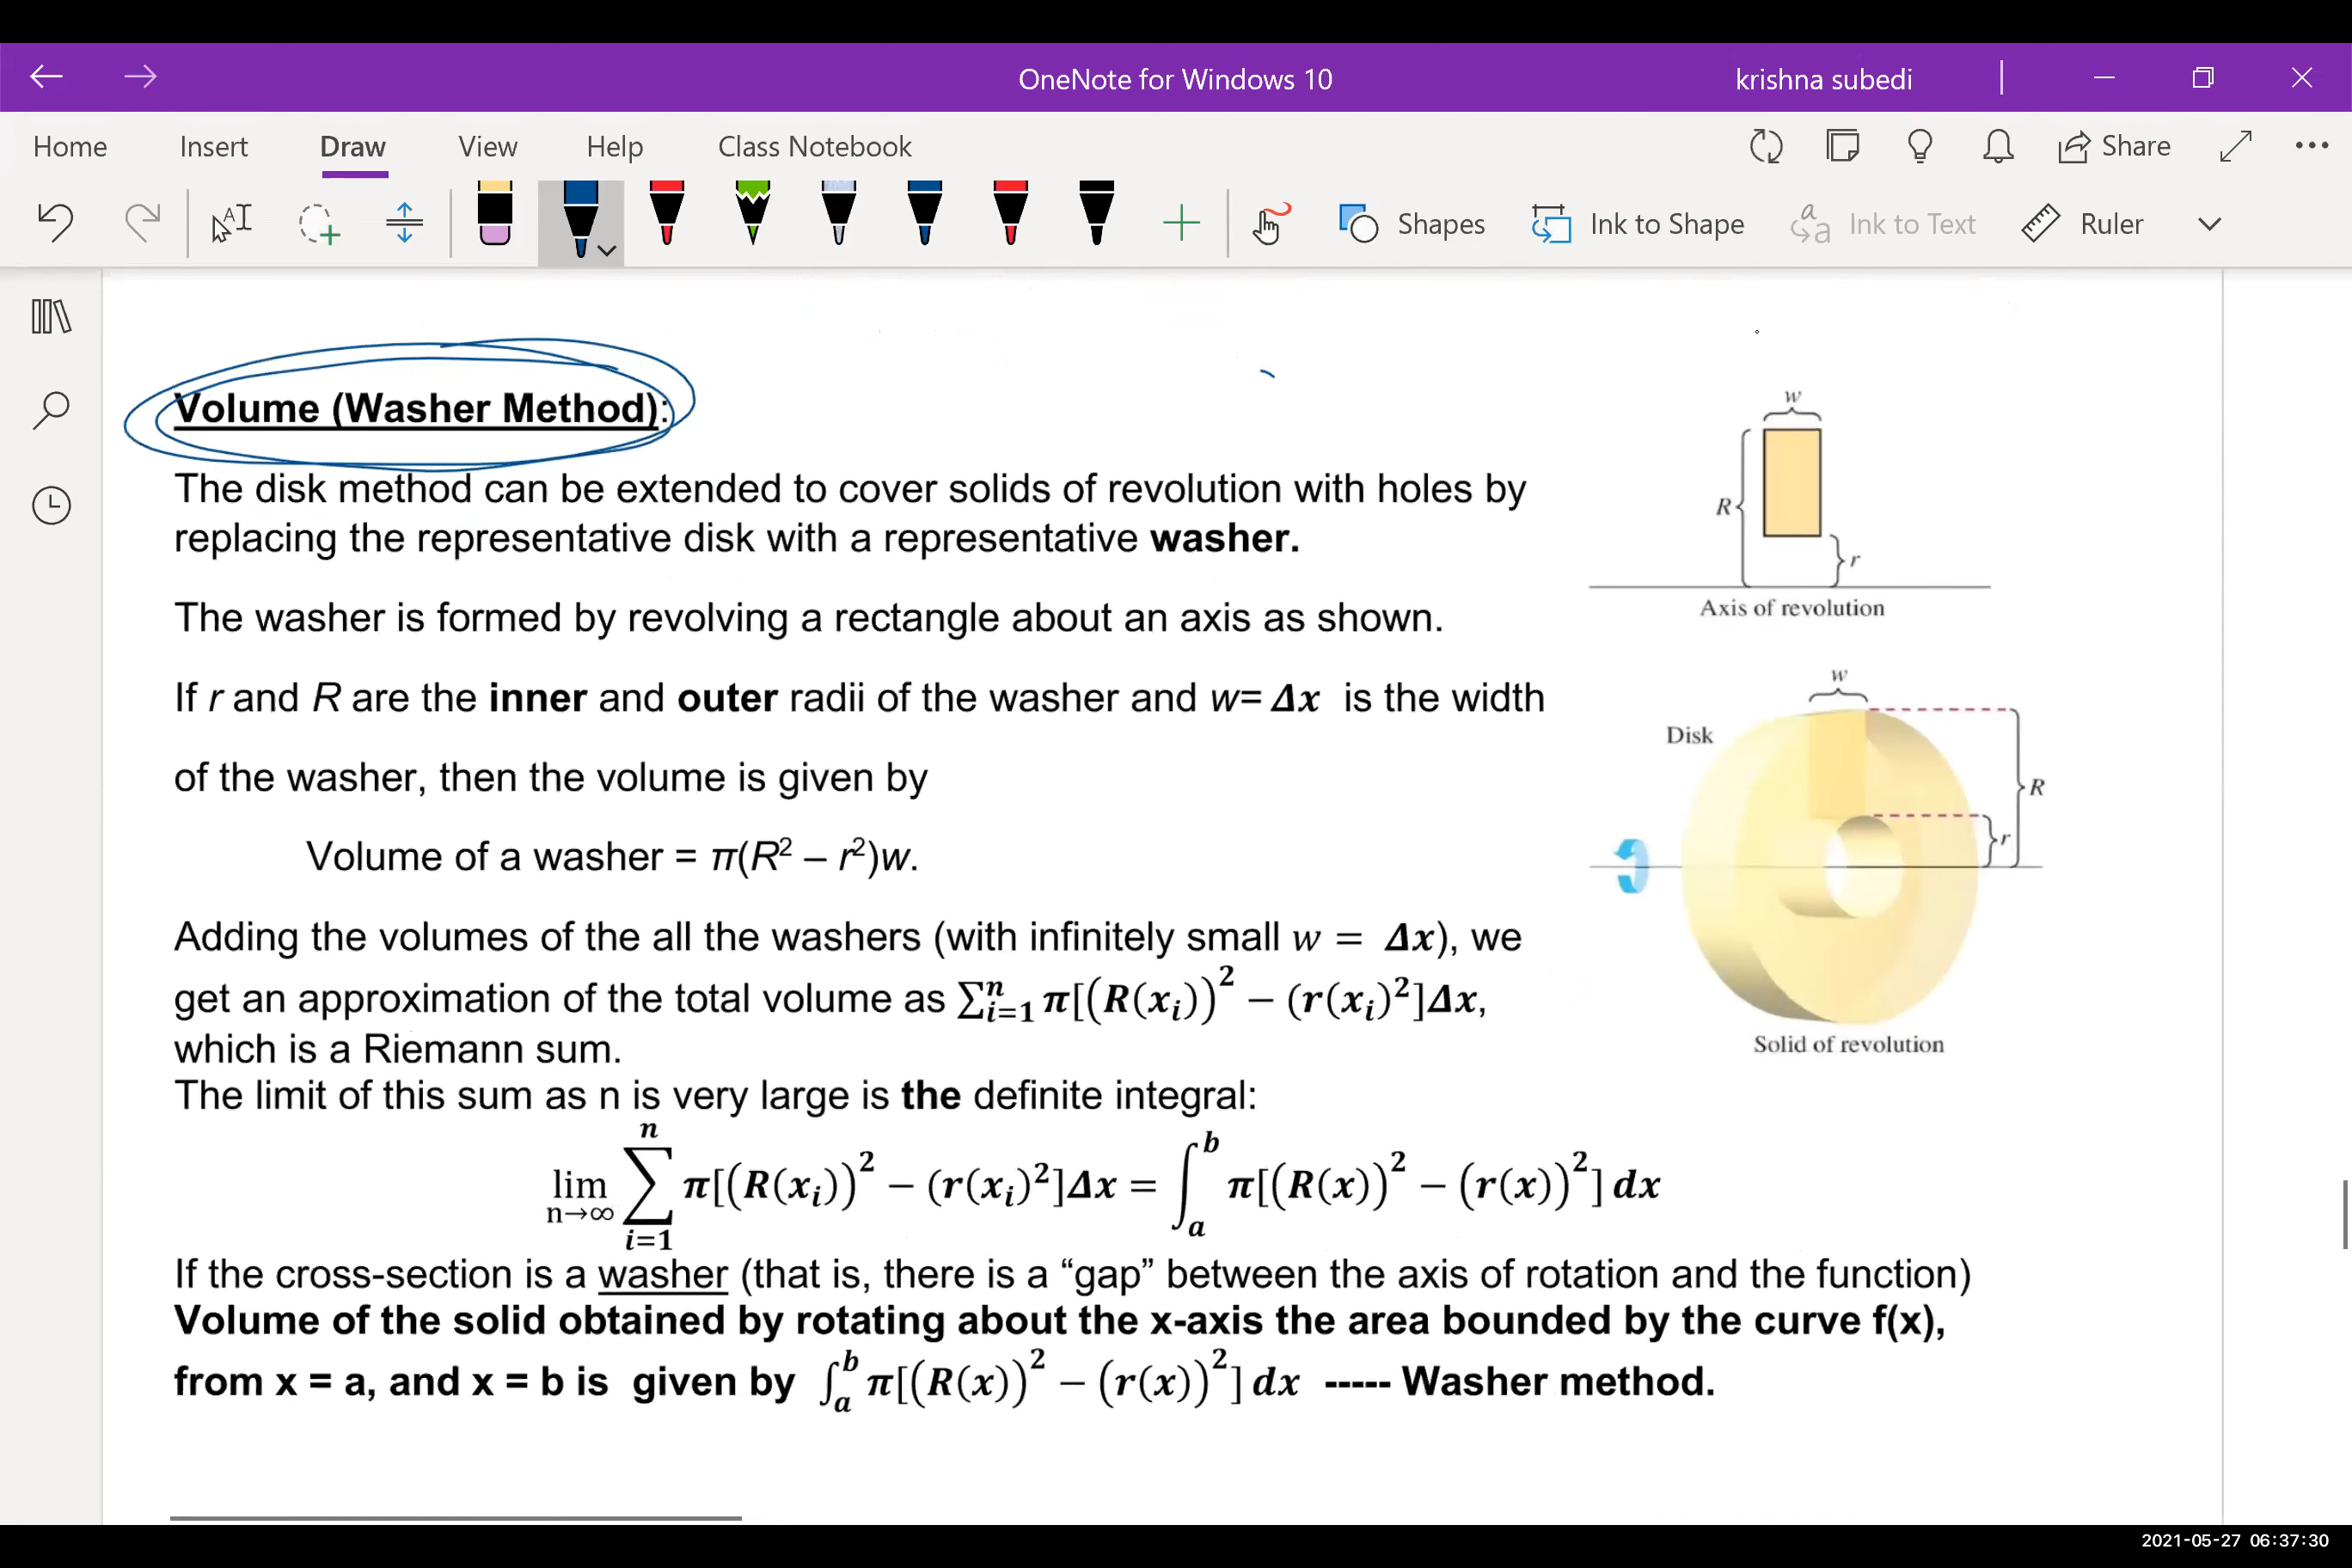 OneNote for Windows 10
krishna subedi
Home Insert Draw View Help Class Notebook Share
Shapes Ink to Shape Ink to Text Ruler
Volume (Washer Method):
The disk method can be extended to cover solids of revolution with holes by
replacing the representative disk with a representative washer.
The washer is formed by revolving a rectangle about an axis as shown.
If r and R are the inner and outer radii of the washer and w= Δx is the width
of the washer, then the volume is given by
Volume of a washer = π(R² – r²)w.
Adding the volumes of the all the washers (with infinitely small w = Δx), we
get an approximation of the total volume as ∑ⁿᵢ₌₁ π[(R(xᵢ))² − (r(xᵢ)²]Δx,
which is a Riemann sum.
The limit of this sum as n is very large is the definite integral:
lim n→∞ ∑ i=1 n π[(R(xᵢ))² − (r(xᵢ)²]Δx = ∫ₐᵇ π[(R(x))² − (r(x))²] dx
If the cross-section is a washer (that is, there is a “gap” between the axis of rotation and the function)
Volume of the solid obtained by rotating about the x-axis the area bounded by the curve f(x),
from x = a, and x = b is given by ∫ₐᵇ π[(R(x))² − (r(x))²] dx ----- Washer method.
w
R
r
Axis of revolution
w
Disk
R
r
Solid of revolution
2021-05-27 06:37:30